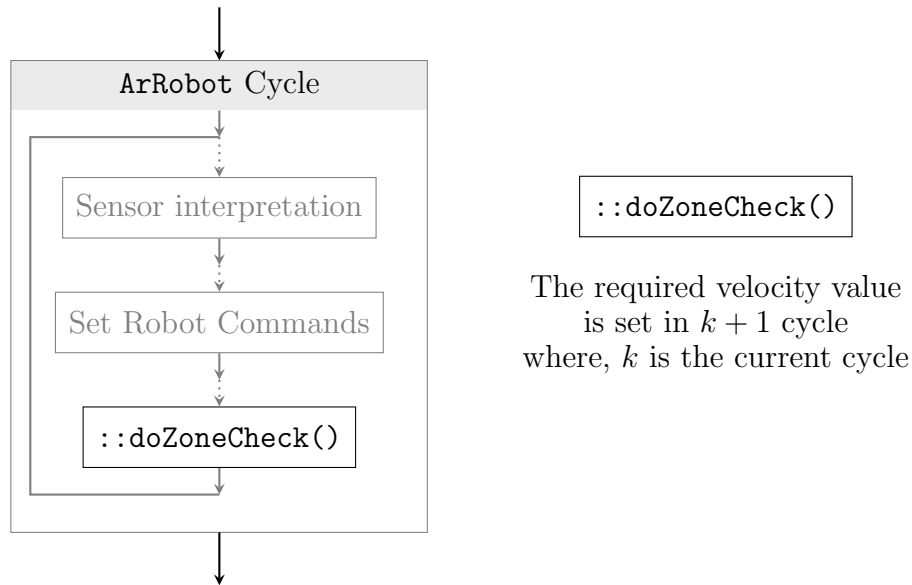 ArRobot Cycle
Sensor interpretation
Set Robot Commands
::doZoneCheck()
::doZoneCheck()
The required velocity value
is set in k + 1 cycle
where, k is the current cycle